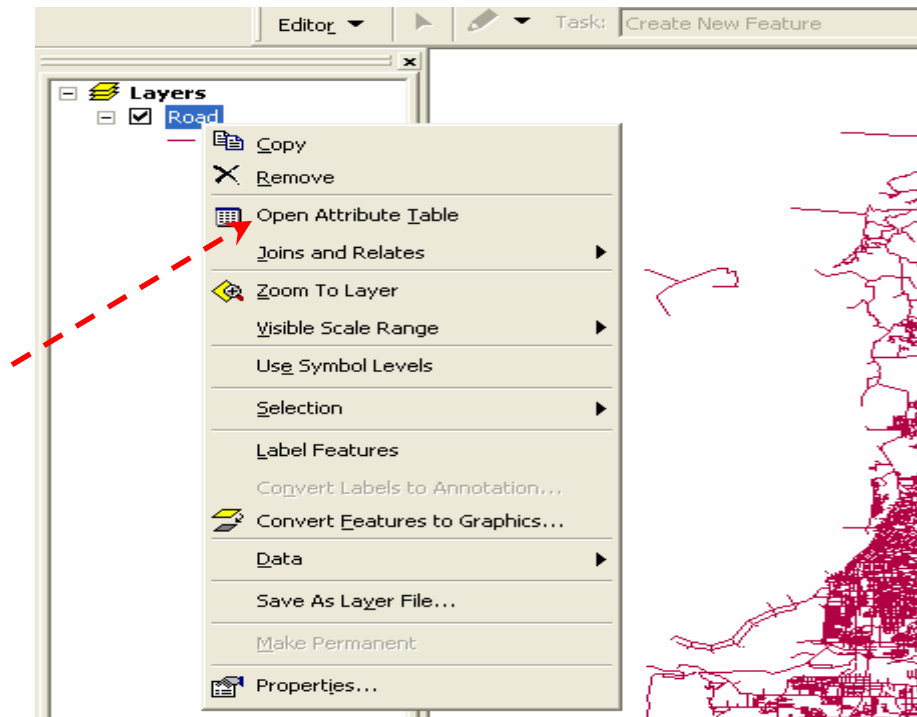 Editor Task: Create New Feature
Layers
Road
Copy
Remove
Open Attribute Table
Joins and Relates
Zoom To Layer
Visible Scale Range
Use Symbol Levels
Selection
Label Features
Convert Labels to Annotation...
Convert Features to Graphics...
Data
Save As Layer File...
Make Permanent
Properties...